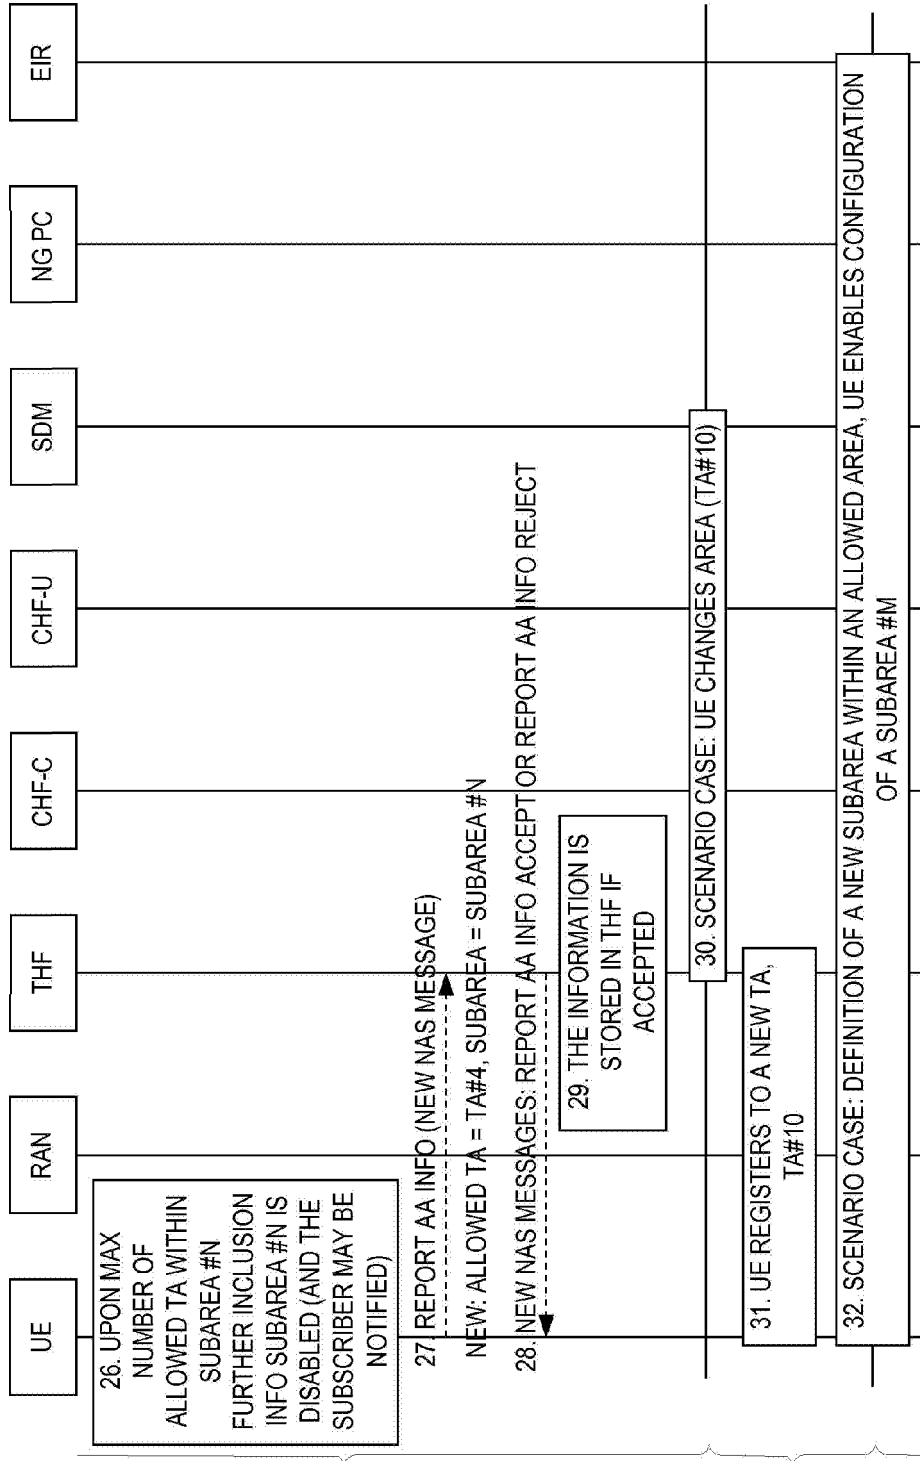 UE
RAN
THF
CHF-C
CHF-U
SDM
NG PC
EIR
26. UPON MAX
NUMBER OF
ALLOWED TA WITHIN
SUBAREA #N
FURTHER INCLUSION
INFO SUBAREA #N IS
DISABLED (AND THE
SUBSCRIBER MAY BE
NOTIFIED)
27. REPORT AA INFO (NEW NAS MESSAGE)
NEW: ALLOWED TA = TA#4, SUBAREA = SUBAREA #N
28. NEW NAS MESSAGES: REPORT AA INFO ACCEPT OR REPORT AA INFO REJECT
29. THE INFORMATION IS
STORED IN THF IF
ACCEPTED
30. SCENARIO CASE: UE CHANGES AREA (TA#10)
31. UE REGISTERS TO A NEW TA,
TA#10
32. SCENARIO CASE: DEFINITION OF A NEW SUBAREA WITHIN AN ALLOWED AREA, UE ENABLES CONFIGURATION
OF A SUBAREA #M